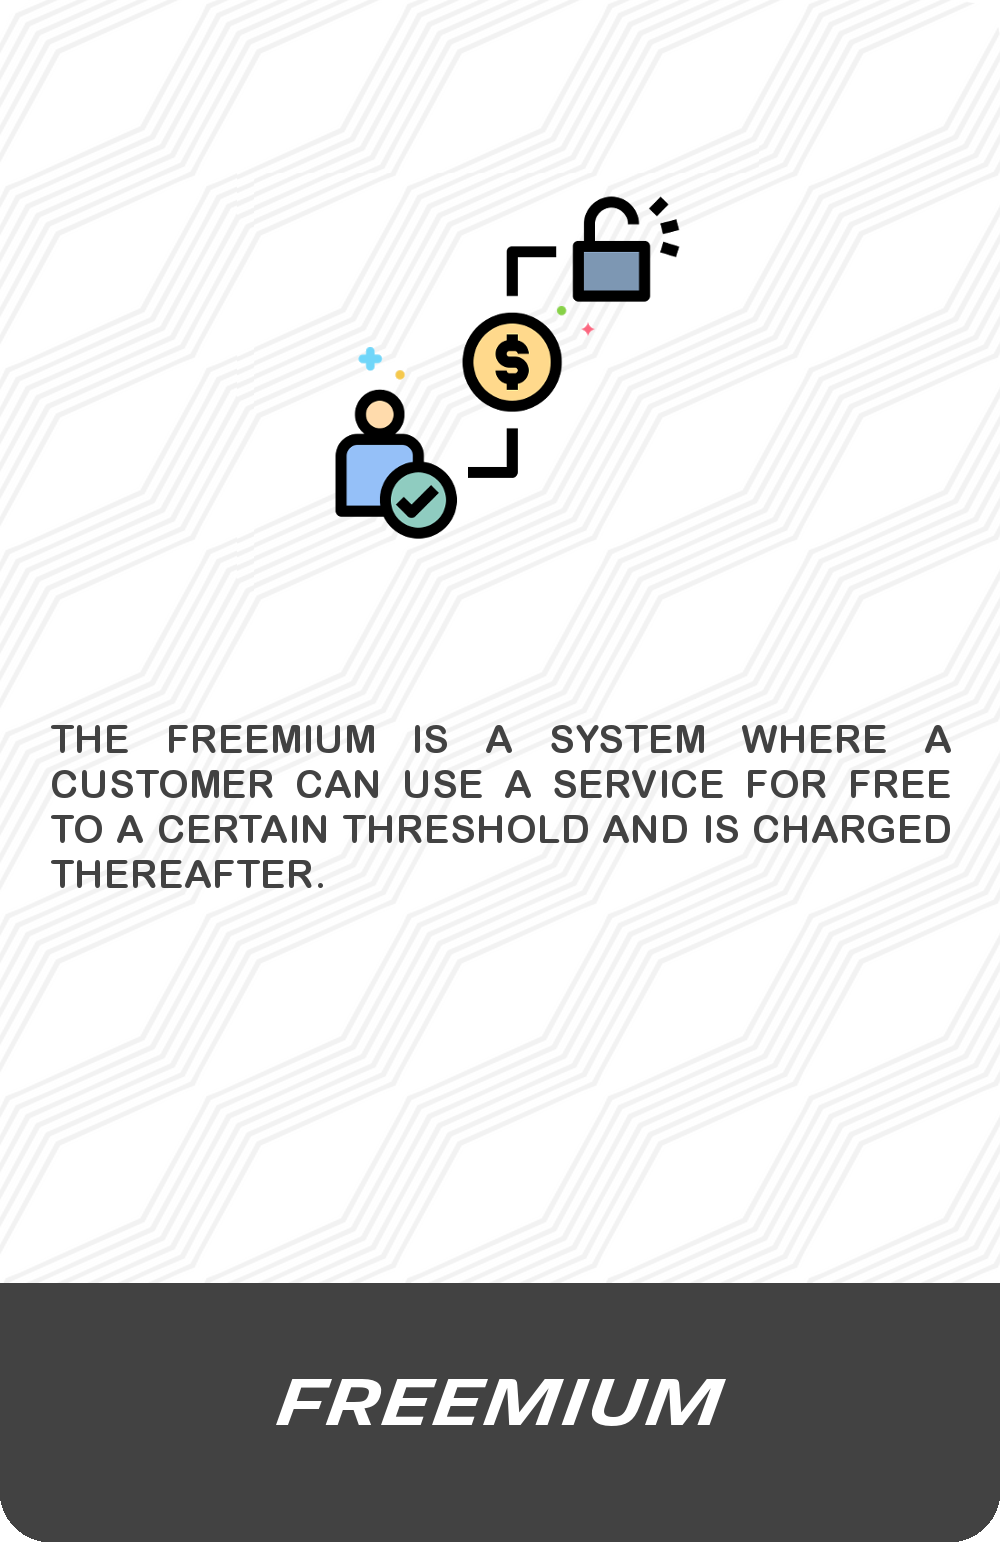 $
THE FREEMIUM IS A SYSTEM WHERE A
CUSTOMER CAN USE A SERVICE FOR FREE
TO A CERTAIN THRESHOLD AND IS CHARGED
THEREAFTER.
FREEMIUM